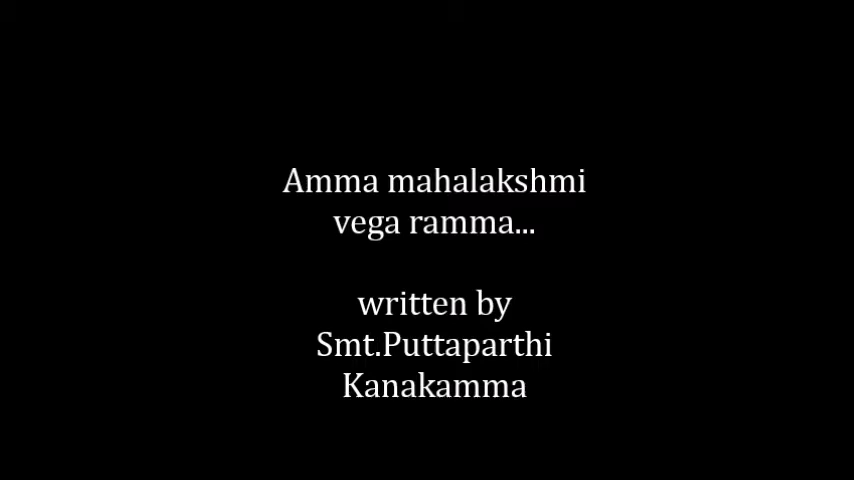 Amma mahalakshmi
vega ramma...
written by
Smt.Puttaparthi
Kanakamma